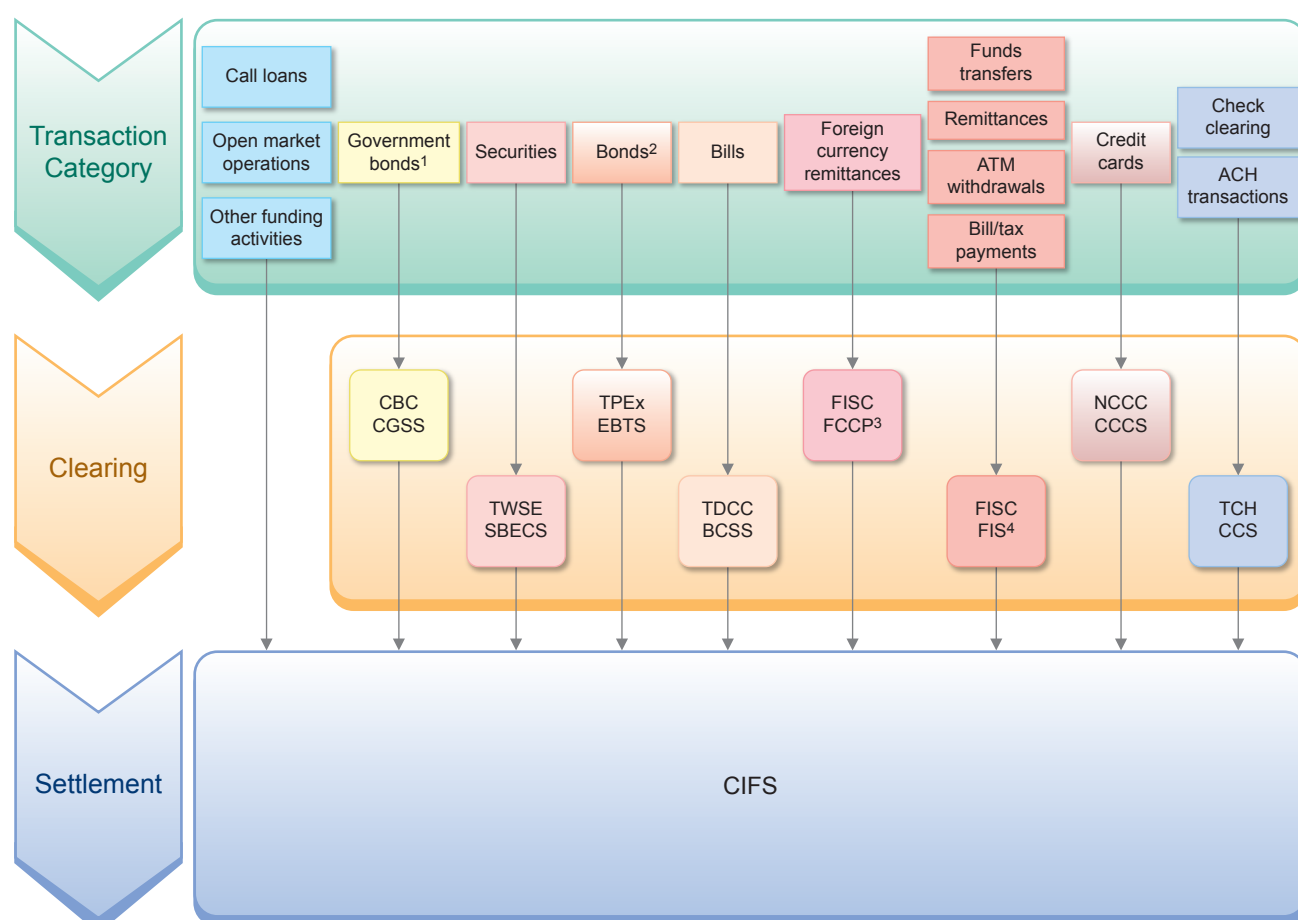 Transaction
Category
Call loans
Open market
operations
Other funding
activities
Government
bonds1
Securities
Bonds2
Bills
Foreign
currency
remittances
Funds
transfers
Remittances
ATM
withdrawals
Bill/tax
payments
Credit
cards
Check
clearing
ACH
transactions
Clearing
CBC
CGSS
TWSE
SBECS
TPEx
EBTS
TDCC
BCSS
FISC
FCCP3
FISC
FIS4
NCCC
CCCS
TCH
CCS
Settlement
CIFS